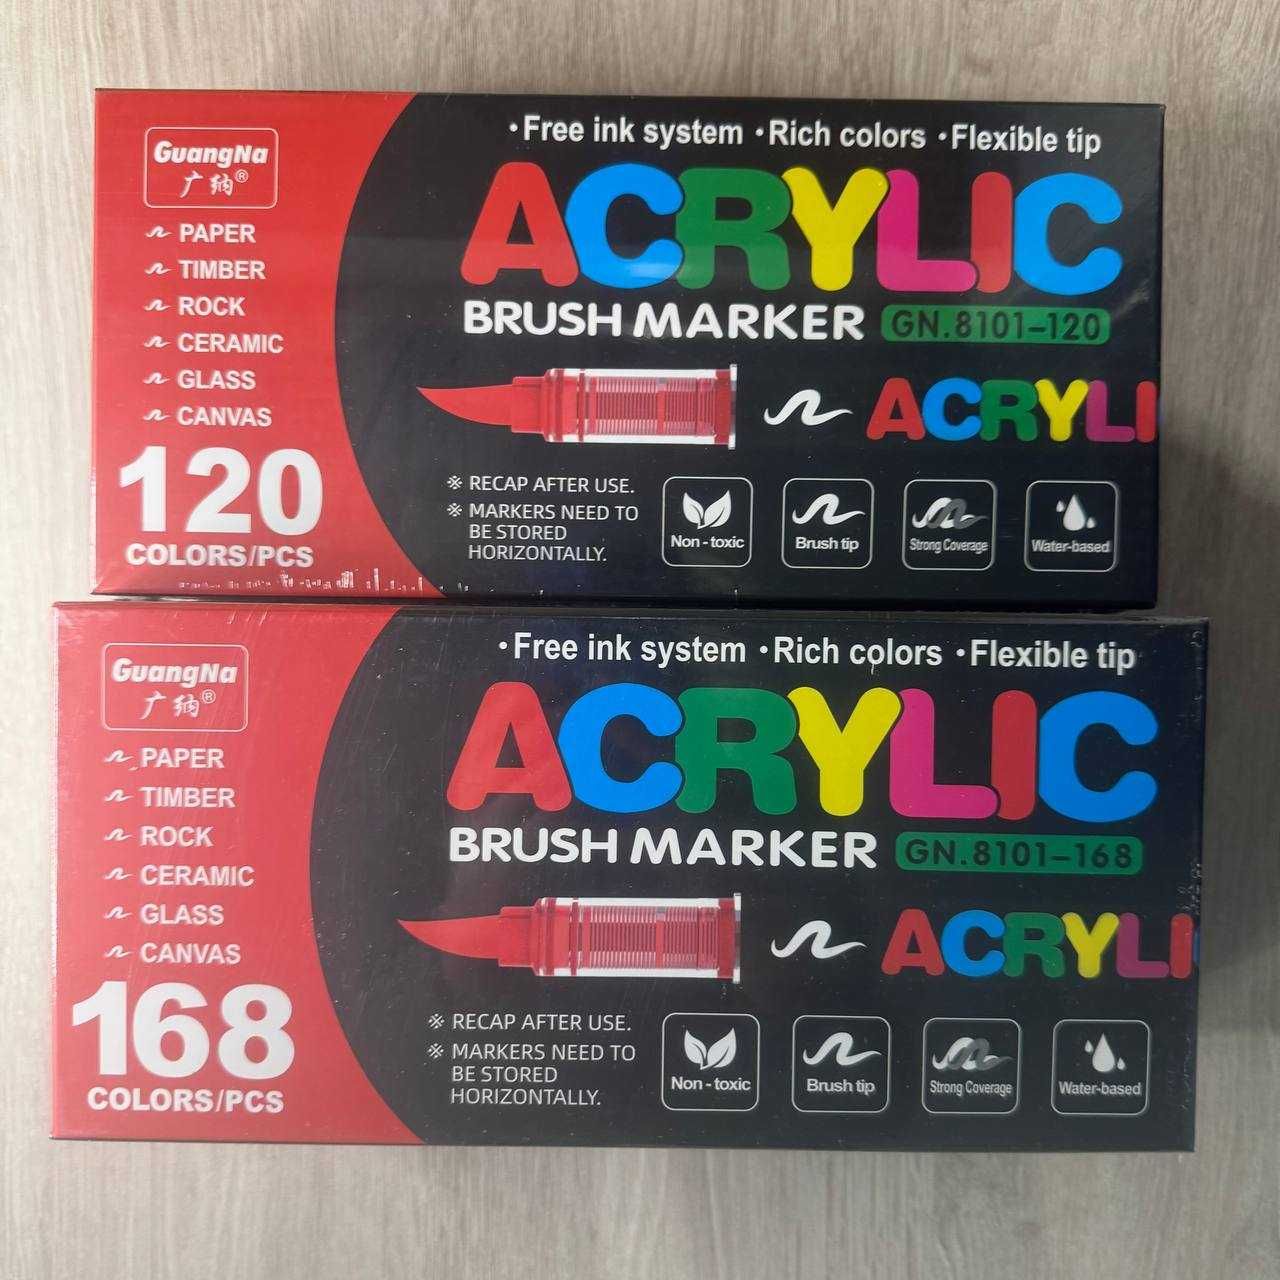 GuangNa
广纳®
PAPER
TIMBER
ROCK
CERAMIC
GLASS
CANVAS
120
COLORS/PCS
·Free ink system ·Rich colors ·Flexible tip
ACRYLIC
BRUSH MARKER GN.8101-120
ACRYLI
※ RECAP AFTER USE.
※ MARKERS NEED TO
BE STORED
HORIZONTALLY.
Non-toxic
Brush tip
Strong Coverage
Water-based
GuangNa
广纳®
PAPER
TIMBER
ROCK
CERAMIC
GLASS
CANVAS
168
COLORS/PCS
·Free ink system ·Rich colors ·Flexible tip
ACRYLIC
BRUSH MARKER GN.8101-168
ACRYLI
※ RECAP AFTER USE.
※ MARKERS NEED TO
BE STORED
HORIZONTALLY.
Non-toxic
Brush tip
Strong Coverage
Water-based